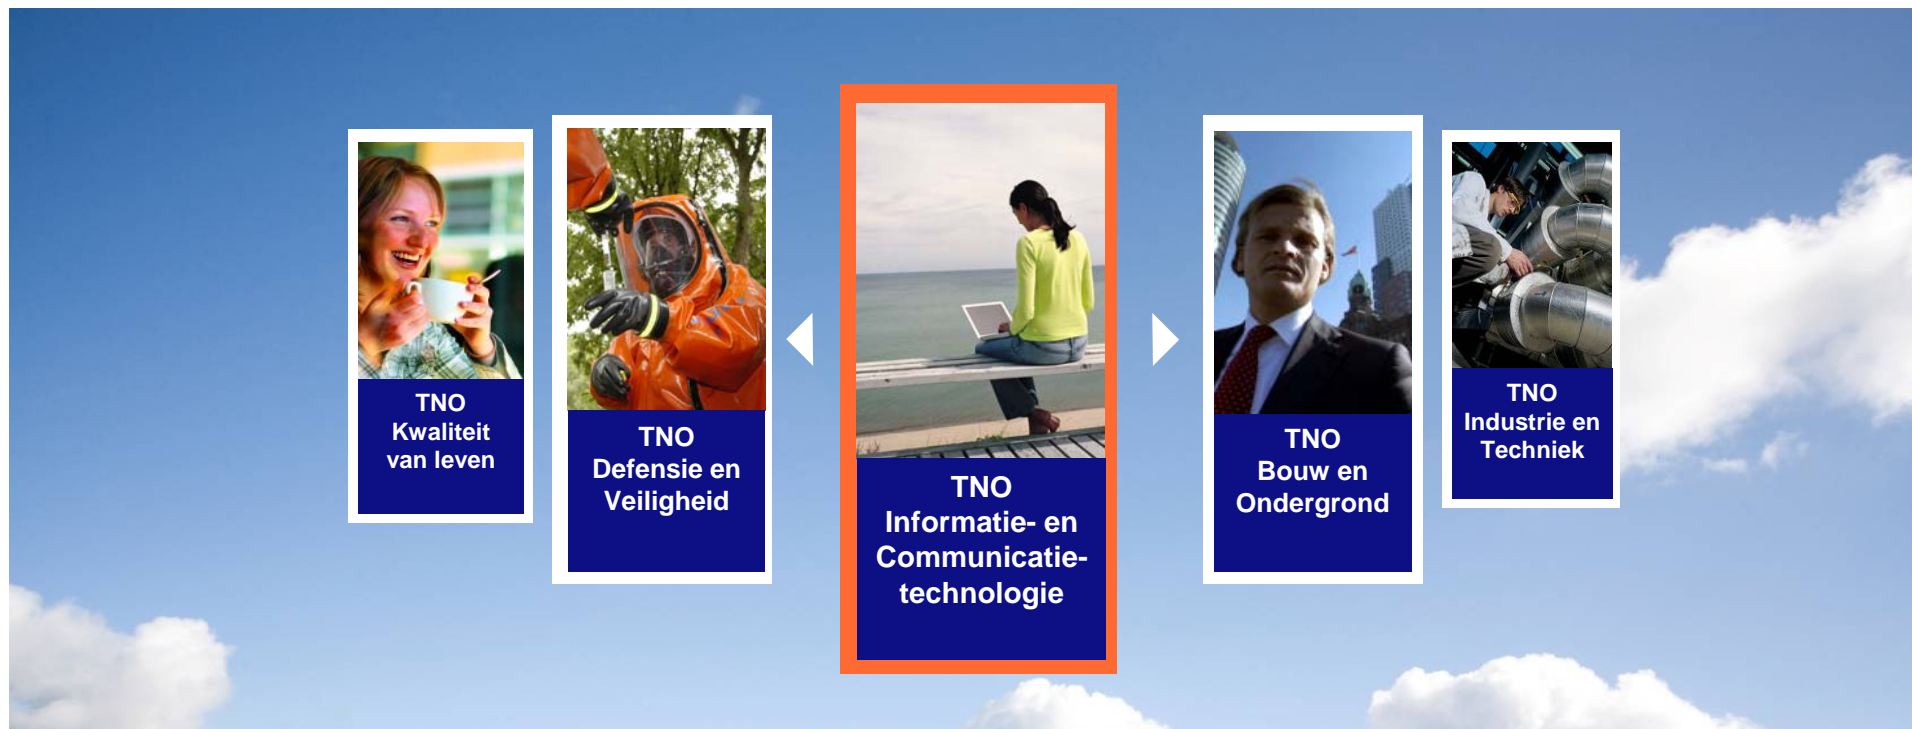 TNO
Kwaliteit
van leven
TNO
Defensie en
Veiligheid
TNO
Informatie- en
Communicatie-
technologie
TNO
Bouw en
Ondergrond
TNO
Industrie en
Techniek